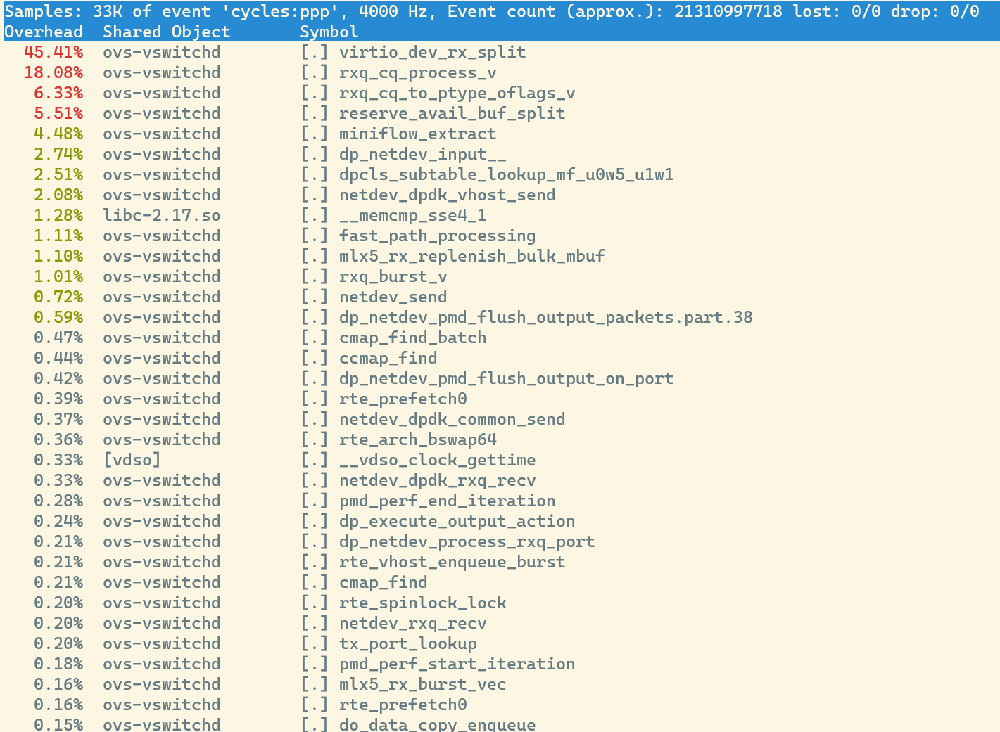 Samples: 33K of event 'cycles:ppp', 4000 Hz, Event count (approx.): 21310997718 lost: 0/0 drop: 0/0
Overhead  Shared Object       Symbol
  45.41%  ovs-vswitchd        [.] virtio_dev_rx_split
  18.08%  ovs-vswitchd        [.] rxq_cq_process_v
   6.33%  ovs-vswitchd        [.] rxq_cq_to_ptype_oflags_v
   5.51%  ovs-vswitchd        [.] reserve_avail_buf_split
   4.48%  ovs-vswitchd        [.] miniflow_extract
   2.74%  ovs-vswitchd        [.] dp_netdev_input__
   2.51%  ovs-vswitchd        [.] dpcls_subtable_lookup_mf_u0w5_u1w1
   2.08%  ovs-vswitchd        [.] netdev_dpdk_vhost_send
   1.28%  libc-2.17.so        [.] __memcmp_sse4_1
   1.11%  ovs-vswitchd        [.] fast_path_processing
   1.10%  ovs-vswitchd        [.] mlx5_rx_replenish_bulk_mbuf
   1.01%  ovs-vswitchd        [.] rxq_burst_v
   0.72%  ovs-vswitchd        [.] netdev_send
   0.59%  ovs-vswitchd        [.] dp_netdev_pmd_flush_output_packets.part.38
   0.47%  ovs-vswitchd        [.] cmap_find_batch
   0.44%  ovs-vswitchd        [.] ccmap_find
   0.42%  ovs-vswitchd        [.] dp_netdev_pmd_flush_output_on_port
   0.39%  ovs-vswitchd        [.] rte_prefetch0
   0.37%  ovs-vswitchd        [.] netdev_dpdk_common_send
   0.36%  ovs-vswitchd        [.] rte_arch_bswap64
   0.33%  [vdso]              [.] __vdso_clock_gettime
   0.33%  ovs-vswitchd        [.] netdev_dpdk_rxq_recv
   0.28%  ovs-vswitchd        [.] pmd_perf_end_iteration
   0.24%  ovs-vswitchd        [.] dp_execute_output_action
   0.21%  ovs-vswitchd        [.] dp_netdev_process_rxq_port
   0.21%  ovs-vswitchd        [.] rte_vhost_enqueue_burst
   0.21%  ovs-vswitchd        [.] cmap_find
   0.20%  ovs-vswitchd        [.] rte_spinlock_lock
   0.20%  ovs-vswitchd        [.] netdev_rxq_recv
   0.20%  ovs-vswitchd        [.] tx_port_lookup
   0.18%  ovs-vswitchd        [.] pmd_perf_start_iteration
   0.16%  ovs-vswitchd        [.] mlx5_rx_burst_vec
   0.16%  ovs-vswitchd        [.] rte_prefetch0
   0.15%  ovs-vswitchd        [.] do_data_copy_enqueue